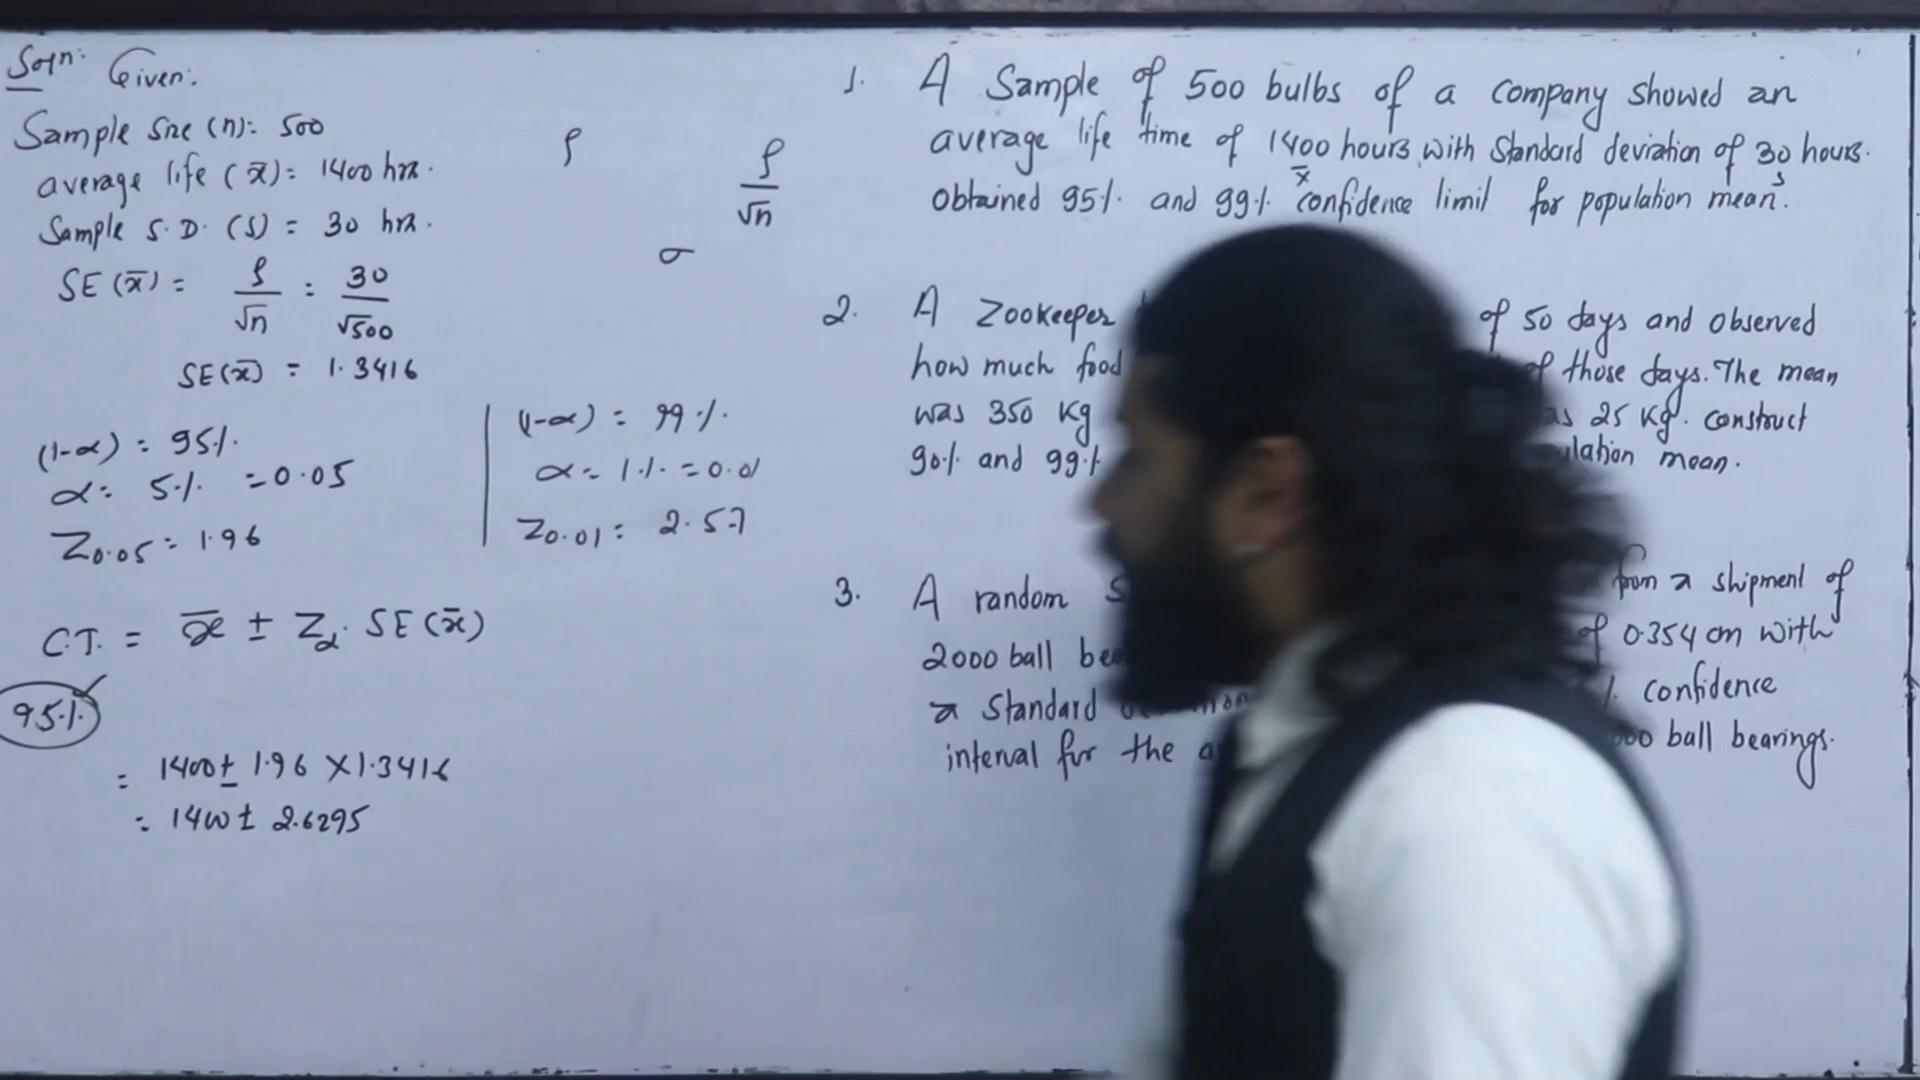 Soln: Given:
Sample Size (n): 500
average life (x̄) = 1400 hrs.
Sample S.D. (S) = 30 hrs.
SE(x̄) = S/√n = 30/√500
SE(x̄) = 1.3416
(1-α) = 95%.
α = 5%. = 0.05
Z0.05 = 1.96
(1-α) = 99%.
α = 1%. = 0.01
Z0.01 = 2.57
C.I. = x̄ ± Zα. SE(x̄)
95%.
= 1400 ± 1.96 × 1.3416
= 1400 ± 2.6295
S
S/√n
σ
1. A Sample of 500 bulbs of a company showed an
average life time of 1400 hours, with Standard deviation of 30 hours.
x̄ s
obtained 95%. and 99%. confidence limit for population mean.
2. A Zookeeper of 50 days and observed
how much food of those days. The mean
was 350 Kg as 25 Kg. construct
90%. and 99%. mean.
3. A random from a shipment of
2000 ball of 0.354 cm with
a Standard %. confidence
interval for the ball bearings.